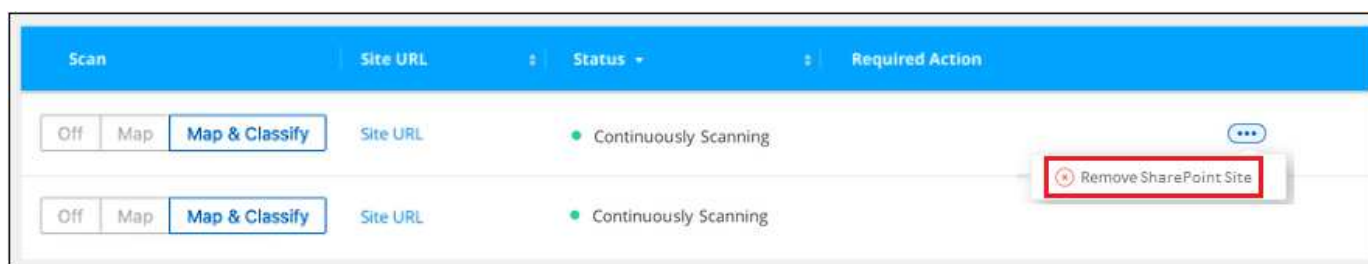 Scan Site URL Status Required Action
Off Map Map & Classify Site URL Continuously Scanning
Remove SharePoint Site
Off Map Map & Classify Site URL Continuously Scanning